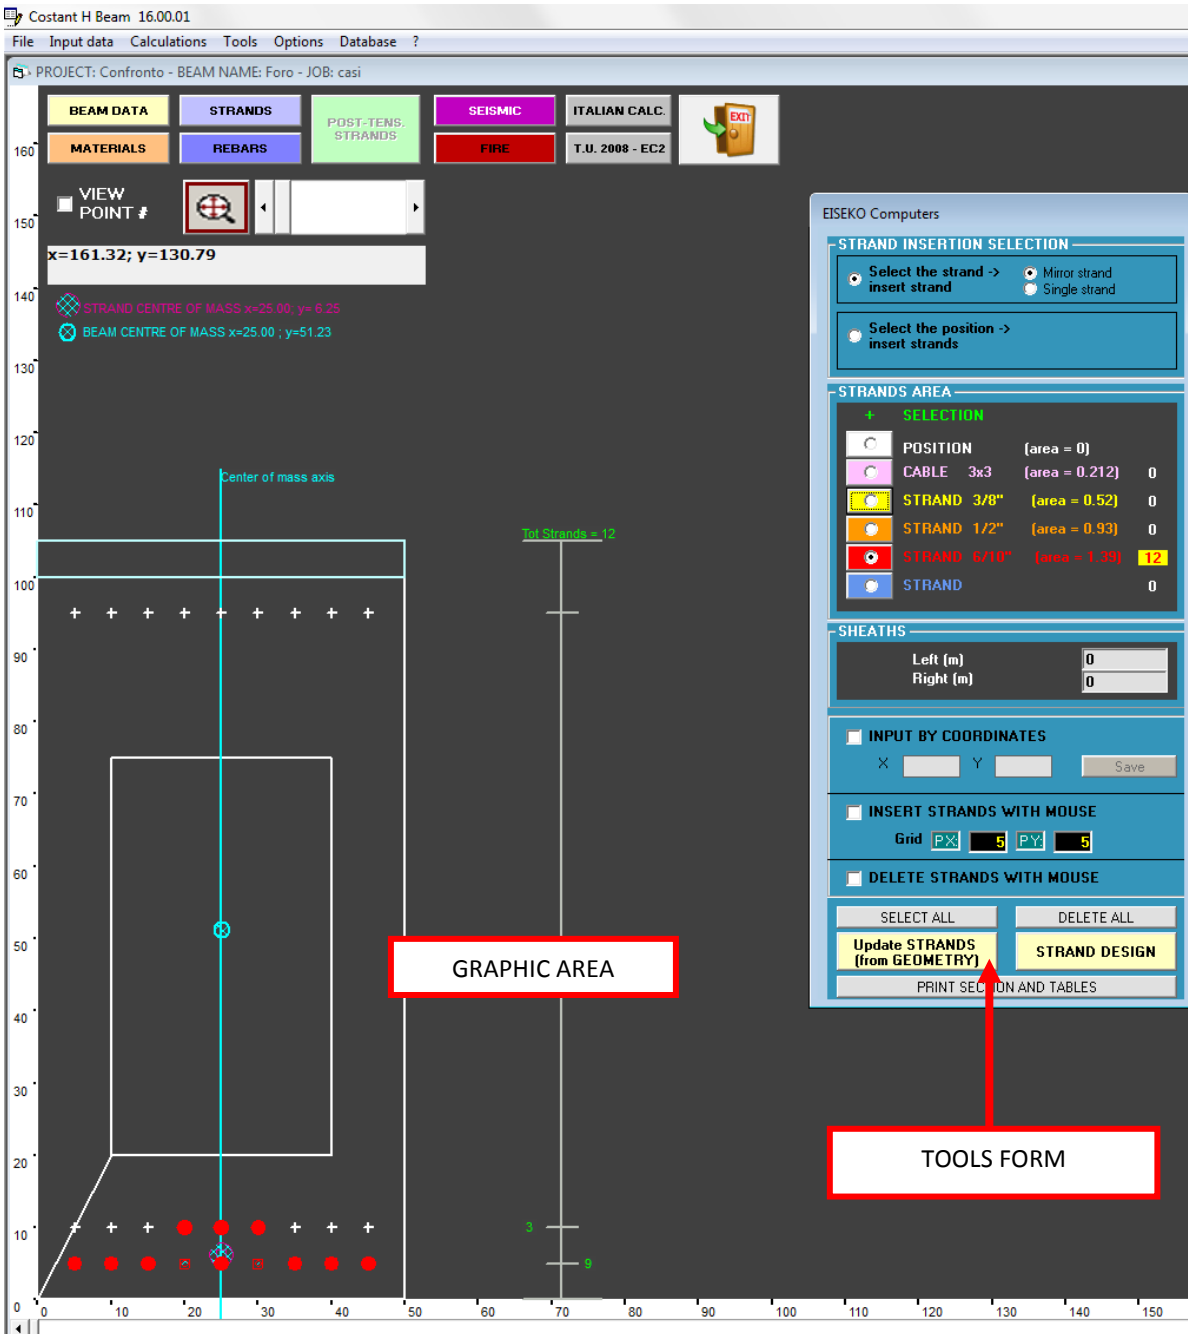 Costant H Beam 16.00.01
File Input data Calculations Tools Options Database ?
PROJECT: Confronto - BEAM NAME: Foro - JOB: casi
BEAM DATA
STRANDS
POST-TENS.
STRANDS
SEISMIC
ITALIAN CALC.
EXIT
MATERIALS
REBARS
FIRE
T.U. 2008 - EC2
VIEW
POINT #
x=161.32; y=130.79
STRAND CENTRE OF MASS x=25.00; y= 6.25
BEAM CENTRE OF MASS x=25.00 ; y=51.23
Center of mass axis
Tot Strands = 12
3
9
160
150
140
130
120
110
100
90
80
70
60
50
40
30
20
10
0
0 10 20 30 40 50 60 70 80 90 100 110 120 130 140 150
GRAPHIC AREA
EISEKO Computers
STRAND INSERTION SELECTION
Select the strand ->
insert strand
Mirror strand
Single strand
Select the position ->
insert strands
STRANDS AREA
+ SELECTION
POSITION (area = 0)
CABLE 3x3 (area = 0.212) 0
STRAND 3/8" (area = 0.52) 0
STRAND 1/2" (area = 0.93) 0
STRAND 6/10" (area = 1.39) 12
STRAND 0
SHEATHS
Left (m) 0
Right (m) 0
INPUT BY COORDINATES
X Y Save
INSERT STRANDS WITH MOUSE
Grid PX: 5 PY: 5
DELETE STRANDS WITH MOUSE
SELECT ALL DELETE ALL
Update STRANDS
(from GEOMETRY)
STRAND DESIGN
PRINT SECTION AND TABLES
TOOLS FORM